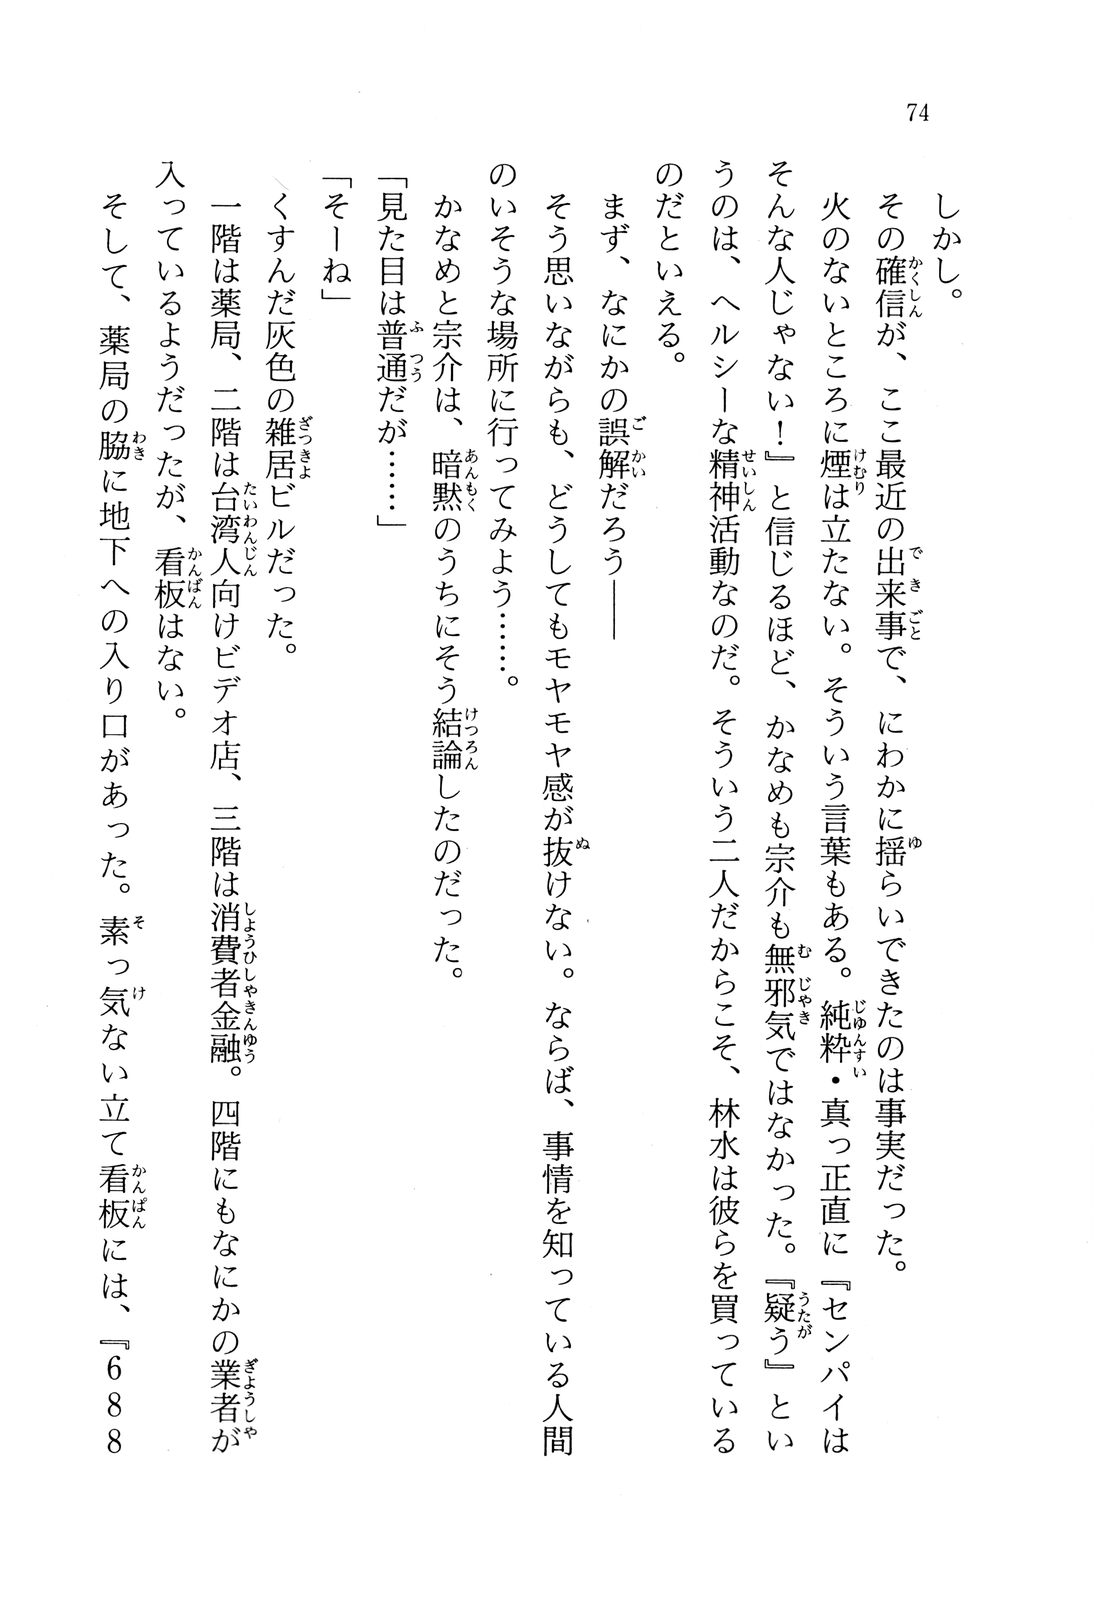 74
しかし。
その確信が、ここ最近の出来事で、にわかに揺らいできたのは事実だった。
火のないところに煙は立たない。そういう言葉もある。純粋・真っ正直に『センパイは
そんな人じゃない！』と信じるほど、かなめも宗介も無邪気ではなかった。『疑う』とい
うのは、ヘルシーな精神活動なのだ。そういう二人だからこそ、林水は彼らを買っている
のだといえる。
まず、なにかの誤解だろう――
そう思いながらも、どうしてもモヤモヤ感が抜けない。ならば、事情を知っている人間
のいそうな場所に行ってみよう……。
かなめと宗介は、暗黙のうちにそう結論したのだった。
「見た目は普通だが……」
「そーね」
くすんだ灰色の雑居ビルだった。
一階は薬局、二階は台湾人向けビデオ店、三階は消費者金融。四階にもなにかの業者が
入っているようだったが、看板はない。
そして、薬局の脇に地下への入り口があった。素っ気ない立て看板には、『688